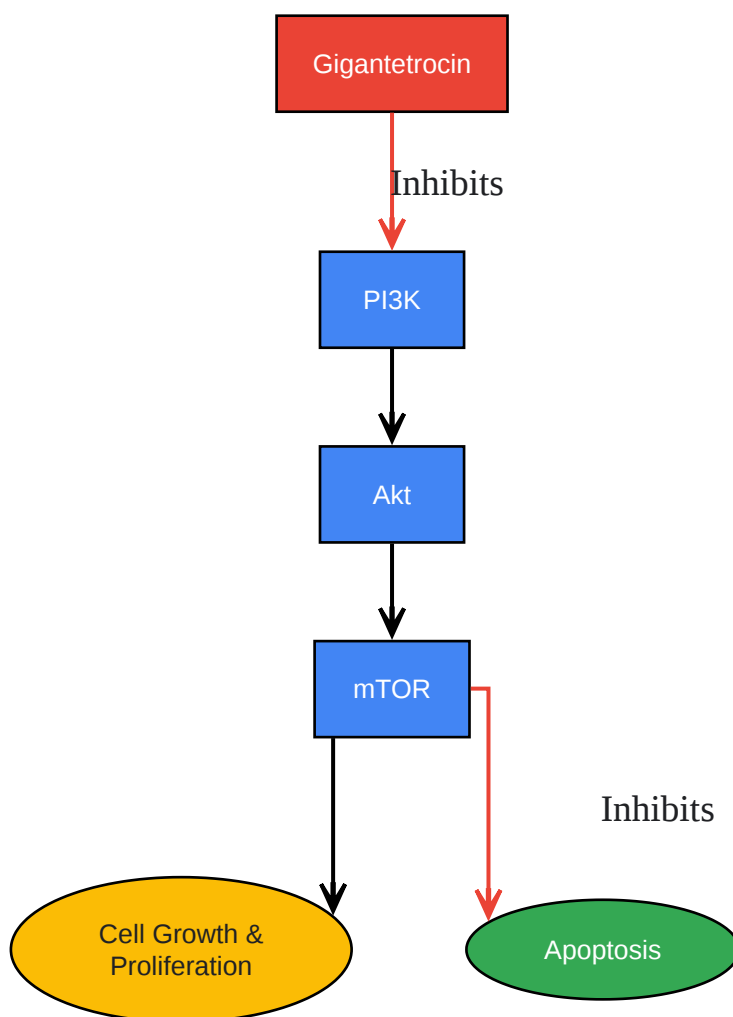 Gigantetrocin
Inhibits
PI3K
Akt
mTOR
Inhibits
Cell Growth &
Proliferation
Apoptosis